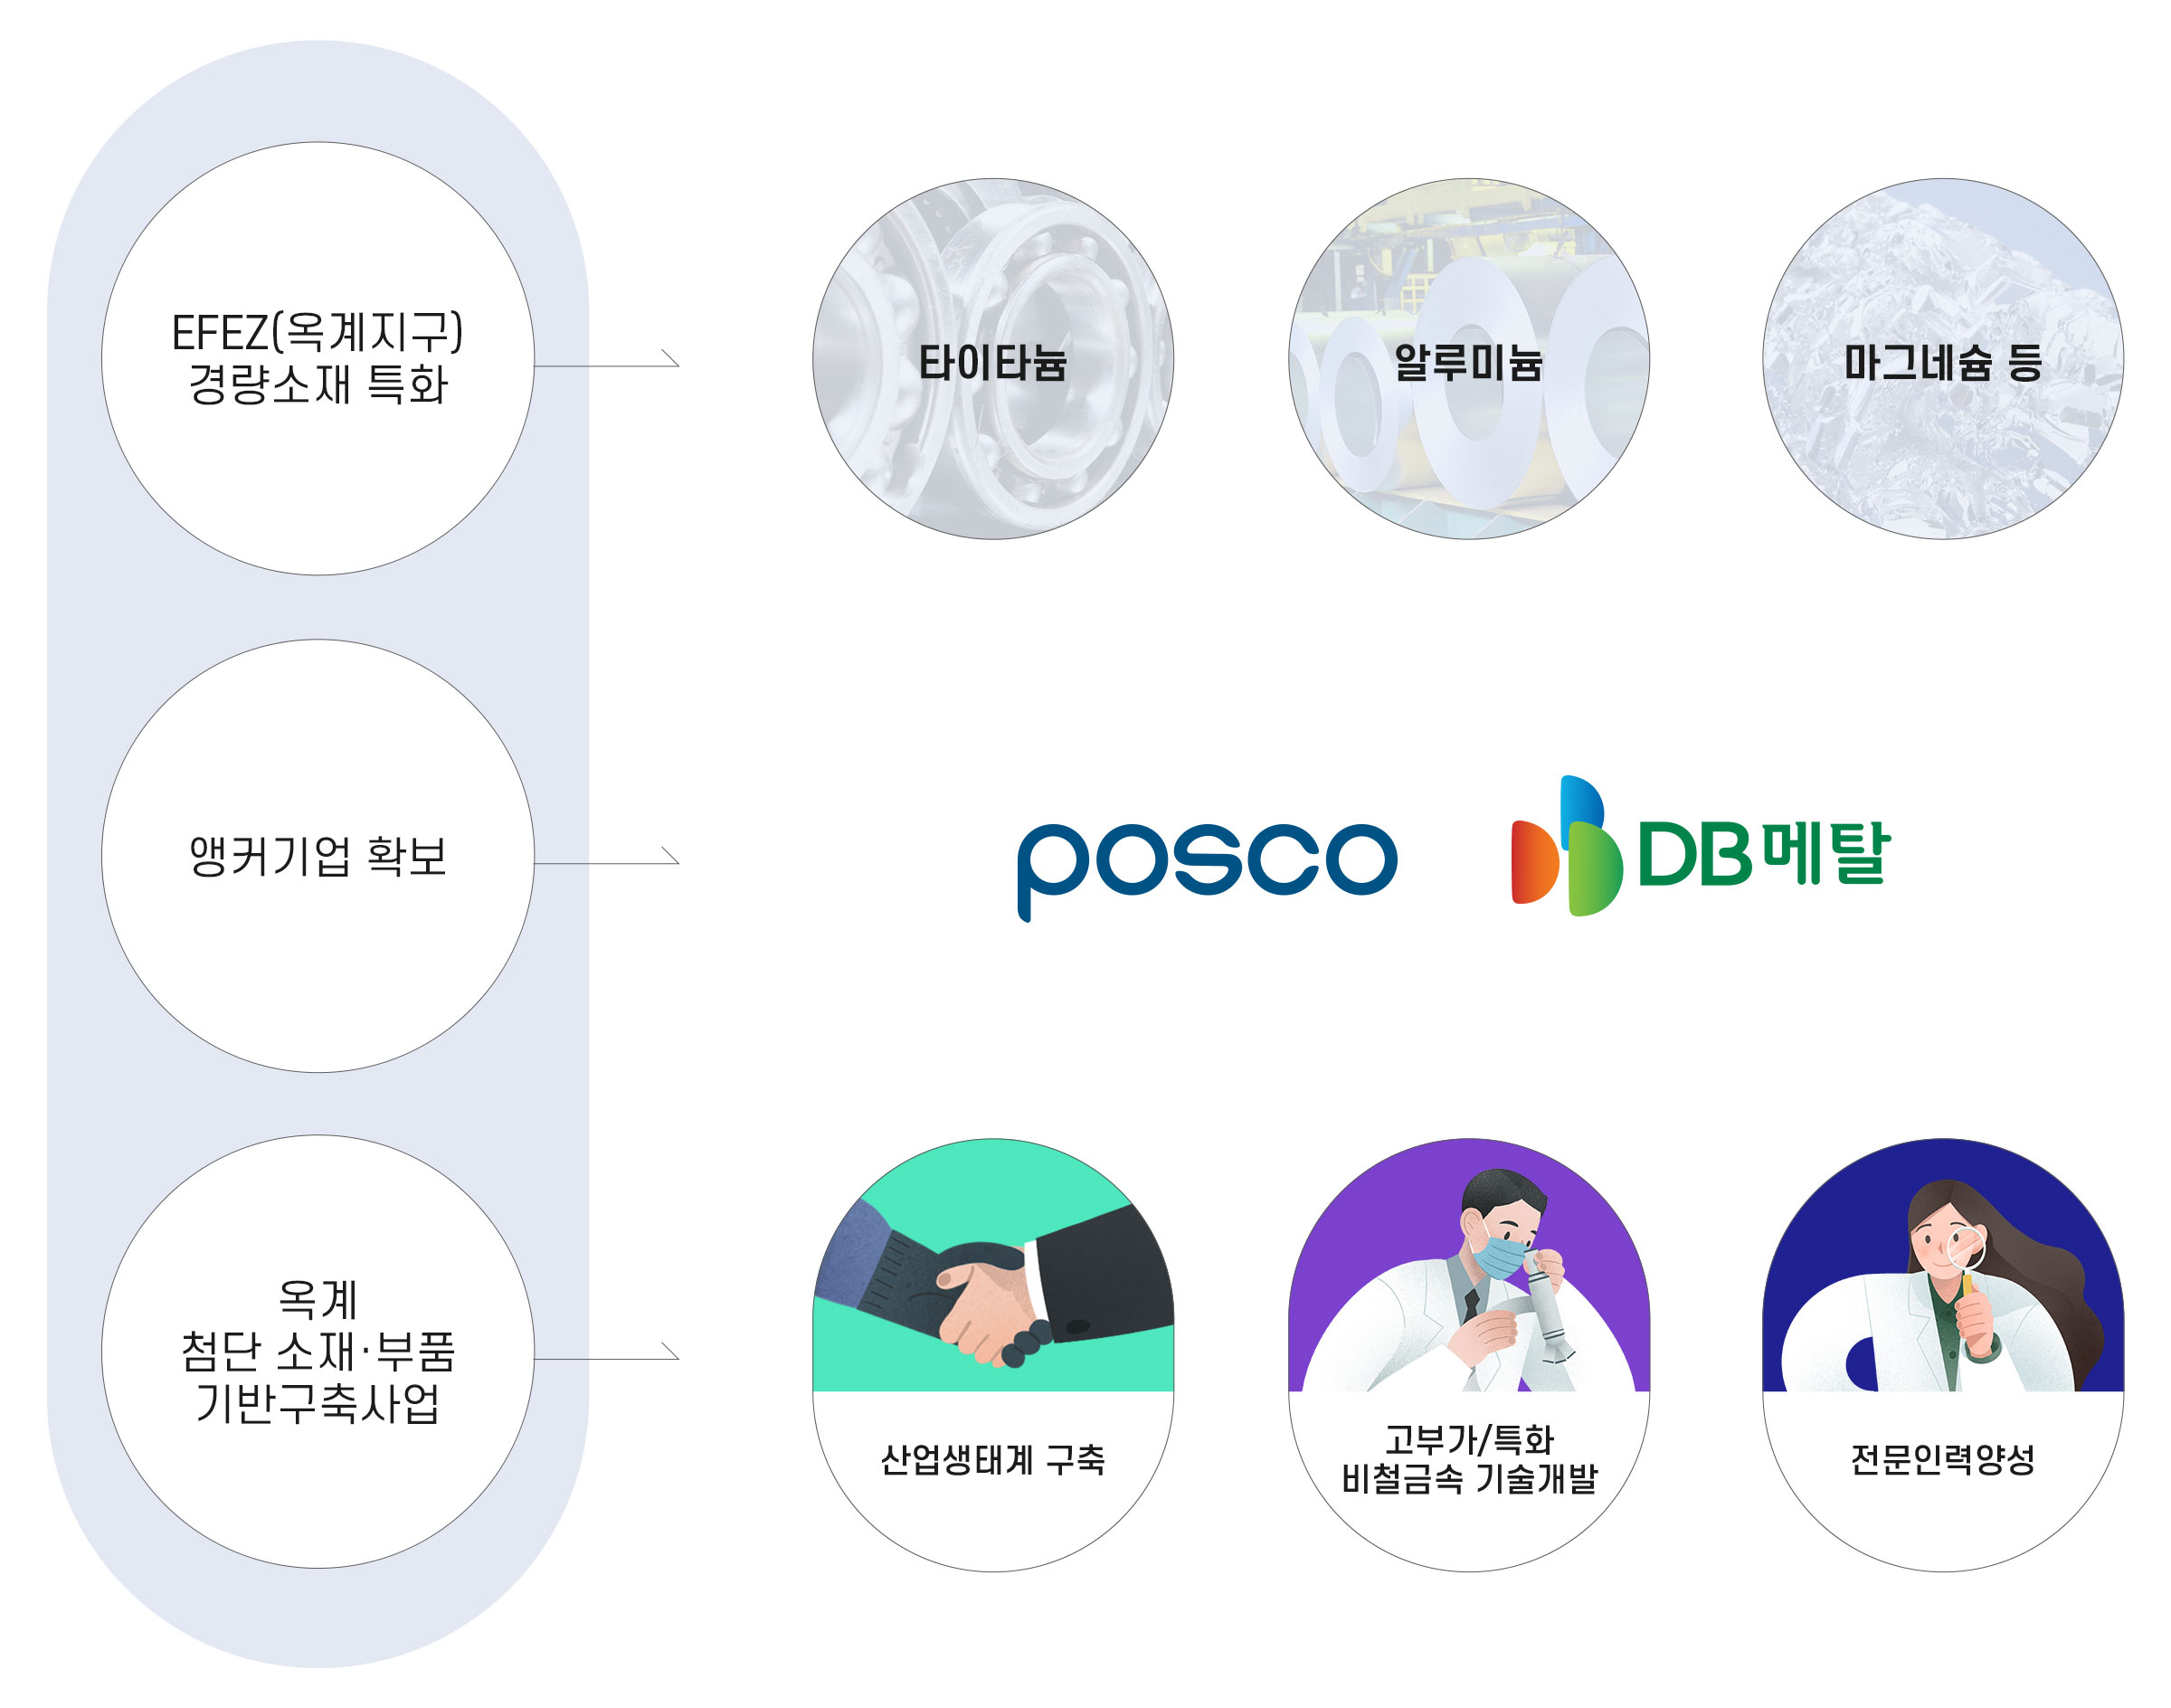 EFEZ(옥계지구)
경량소재 특화
타이타늄
알루미늄
마그네슘 등
앵커기업 확보
posco
DB메탈
옥계
첨단 소재·부품
기반구축사업
산업생태계 구축
고부가/특화
비철금속 기술개발
전문인력양성